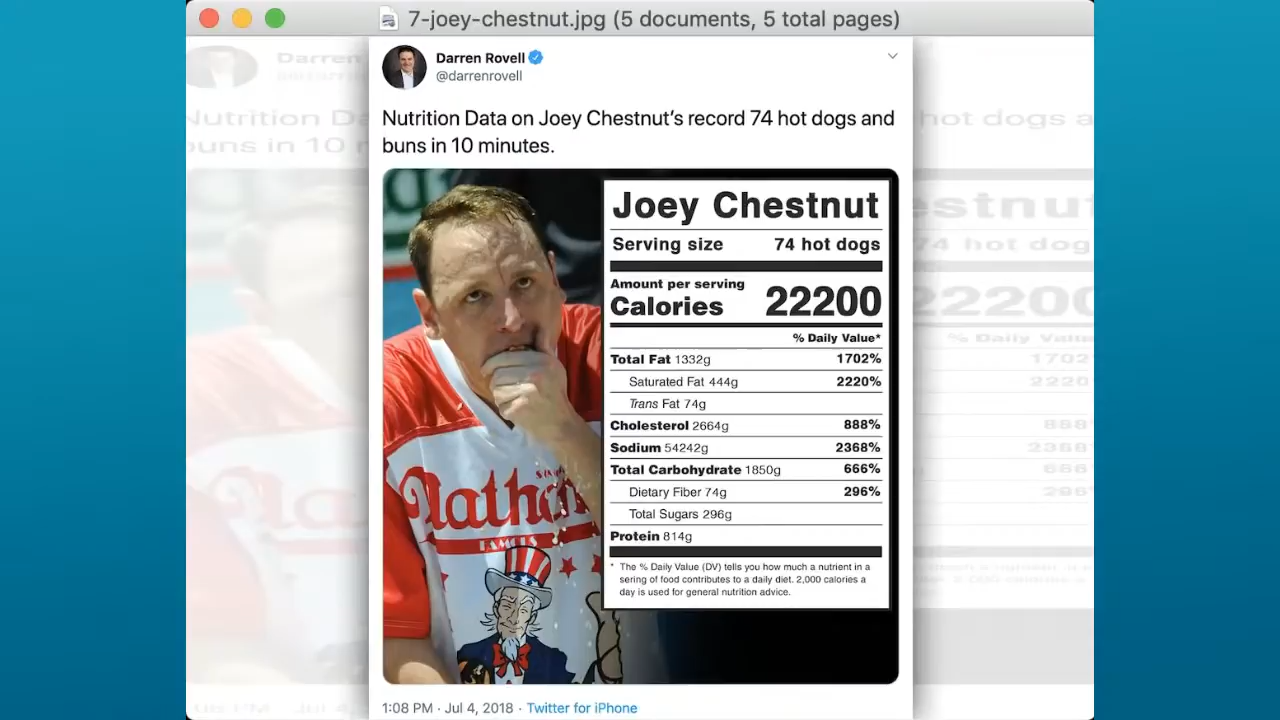 7-joey-chestnut.jpg (5 documents, 5 total pages)
Darren Rovell
@darrenrovell
Nutrition Data on Joey Chestnut's record 74 hot dogs and
buns in 10 minutes.
Joey Chestnut
Serving size 74 hot dogs
Amount per serving
Calories 22200
% Daily Value*
Total Fat 1332g 1702%
Saturated Fat 444g 2220%
Trans Fat 74g
Cholesterol 2664g 888%
Sodium 54242g 2368%
Total Carbohydrate 1850g 666%
Dietary Fiber 74g 296%
Total Sugars 296g
Protein 814g
* The % Daily Value (DV) tells you how much a nutrient in a
sering of food contributes to a daily diet. 2,000 calories a
day is used for general nutrition advice.
Nathan
FAMOUS
1:08 PM · Jul 4, 2018 · Twitter for iPhone